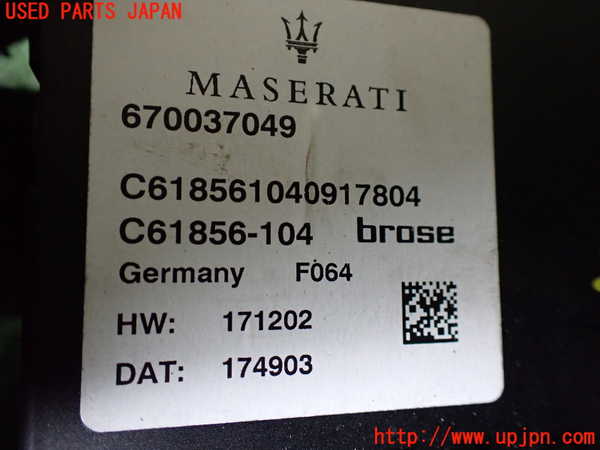 USED PARTS JAPAN
MASERATI
670037049
C618561040917804
C61856-104 brose
Germany F064
HW: 171202
DAT: 174903
http://www.upjpn.com/